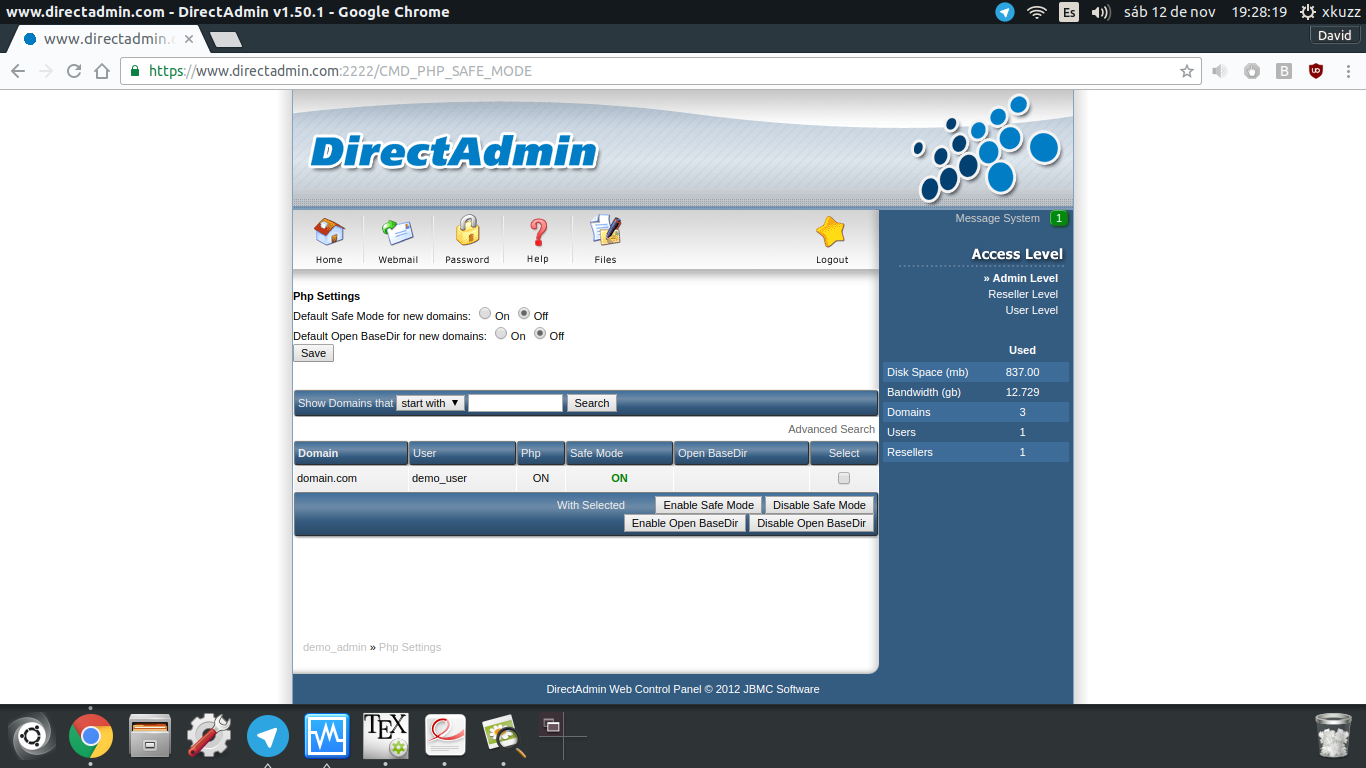 www.directadmin.com - DirectAdmin v1.50.1 - Google Chrome
Es
sáb 12 de nov
19:28:19
xkuzz
www.directadmin.c
David
https://www.directadmin.com:2222/CMD_PHP_SAFE_MODE
B
DirectAdmin
Home
Webmail
Password
Help
Files
Logout
Message System 1
Access Level
» Admin Level
Reseller Level
User Level
Php Settings
Default Safe Mode for new domains: On Off
Default Open BaseDir for new domains: On Off
Save
Used
Disk Space (mb) 837.00
Bandwidth (gb) 12.729
Domains 3
Users 1
Resellers 1
Show Domains that start with Search
Advanced Search
Domain User Php Safe Mode Open BaseDir Select
domain.com demo_user ON ON
With Selected Enable Safe Mode Disable Safe Mode
Enable Open BaseDir Disable Open BaseDir
demo_admin » Php Settings
DirectAdmin Web Control Panel © 2012 JBMC Software
TEX